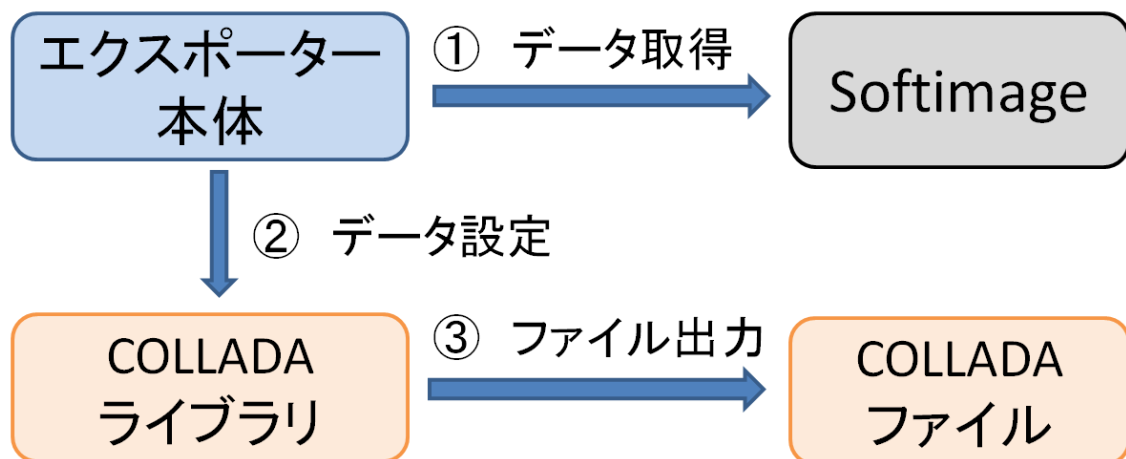 エクスポーター
本体
① データ取得
Softimage
② データ設定
COLLADA
ライブラリ
③ ファイル出力
COLLADA
ファイル